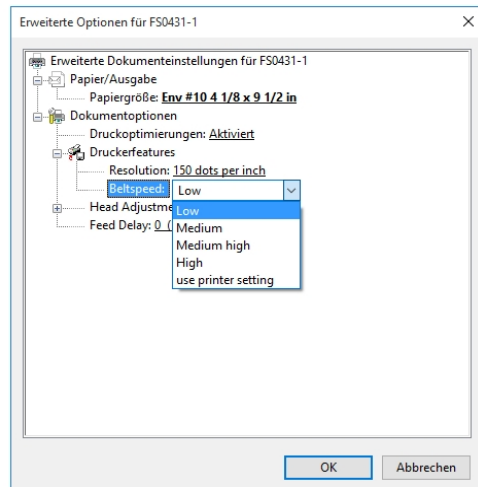 Erweiterte Optionen für FS0431-1
Erweiterte Dokumenteinstellungen für FS0431-1
Papier/Ausgabe
Papiergröße: Env #10 4 1/8 x 9 1/2 in
Dokumentoptionen
Druckoptimierungen: Aktiviert
Druckerfeatures
Resolution: 150 dots per inch
Beltspeed: Low
Head Adjustme
Low
Feed Delay: 0 (
Medium
Medium high
High
use printer setting
OK Abbrechen